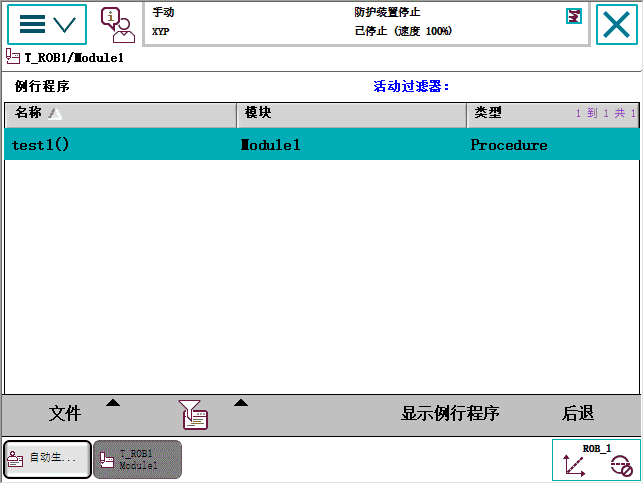 手动
防护装置停止
XYP
已停止 (速度 100%)
T_ROB1/Module1
例行程序
活动过滤器:
名称
模块
类型
1 到 1 共 1
test1()
Module1
Procedure
文件
显示例行程序
后退
自动生...
T_ROB1
Module1
ROB_1